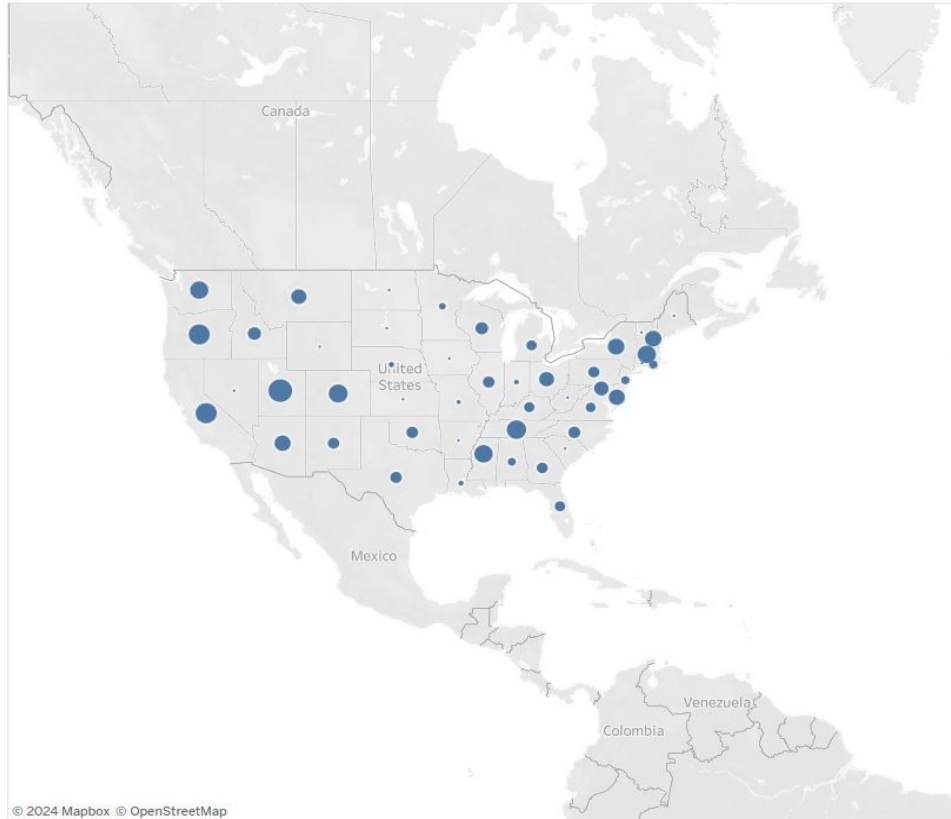 Canada
United
States
Mexico
Venezuela
Colombia
© 2024 Mapbox © OpenStreetMap